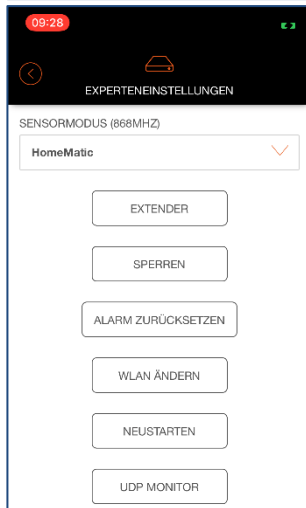 09:28
EXPERTENEINSTELLUNGEN
SENSORMODUS (868MHZ)
HomeMatic
EXTENDER
SPERREN
ALARM ZURÜCKSETZEN
WLAN ÄNDERN
NEUSTARTEN
UDP MONITOR